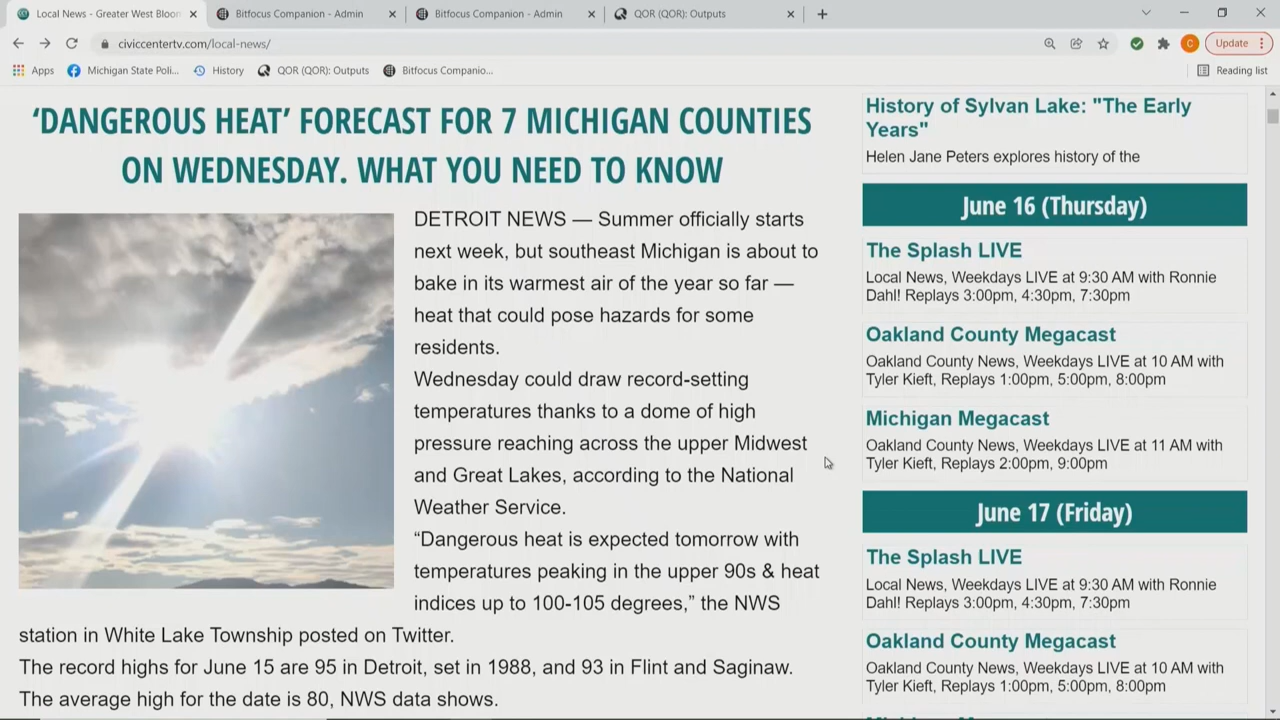 Local News - Greater West Bloom
Bitfocus Companion - Admin
Bitfocus Companion - Admin
QOR (QOR): Outputs
civiccentertv.com/local-news/
C
Update
Apps
Michigan State Poli...
History
QOR (QOR): Outputs
Bitfocus Companio...
Reading list
‘DANGEROUS HEAT’ FORECAST FOR 7 MICHIGAN COUNTIES
ON WEDNESDAY. WHAT YOU NEED TO KNOW
DETROIT NEWS — Summer officially starts
next week, but southeast Michigan is about to
bake in its warmest air of the year so far —
heat that could pose hazards for some
residents.
Wednesday could draw record-setting
temperatures thanks to a dome of high
pressure reaching across the upper Midwest
and Great Lakes, according to the National
Weather Service.
“Dangerous heat is expected tomorrow with
temperatures peaking in the upper 90s & heat
indices up to 100-105 degrees,” the NWS
station in White Lake Township posted on Twitter.
The record highs for June 15 are 95 in Detroit, set in 1988, and 93 in Flint and Saginaw.
The average high for the date is 80, NWS data shows.
History of Sylvan Lake: "The Early
Years"
Helen Jane Peters explores history of the
June 16 (Thursday)
The Splash LIVE
Local News, Weekdays LIVE at 9:30 AM with Ronnie
Dahl! Replays 3:00pm, 4:30pm, 7:30pm
Oakland County Megacast
Oakland County News, Weekdays LIVE at 10 AM with
Tyler Kieft, Replays 1:00pm, 5:00pm, 8:00pm
Michigan Megacast
Oakland County News, Weekdays LIVE at 11 AM with
Tyler Kieft, Replays 2:00pm, 9:00pm
June 17 (Friday)
The Splash LIVE
Local News, Weekdays LIVE at 9:30 AM with Ronnie
Dahl! Replays 3:00pm, 4:30pm, 7:30pm
Oakland County Megacast
Oakland County News, Weekdays LIVE at 10 AM with
Tyler Kieft, Replays 1:00pm, 5:00pm, 8:00pm